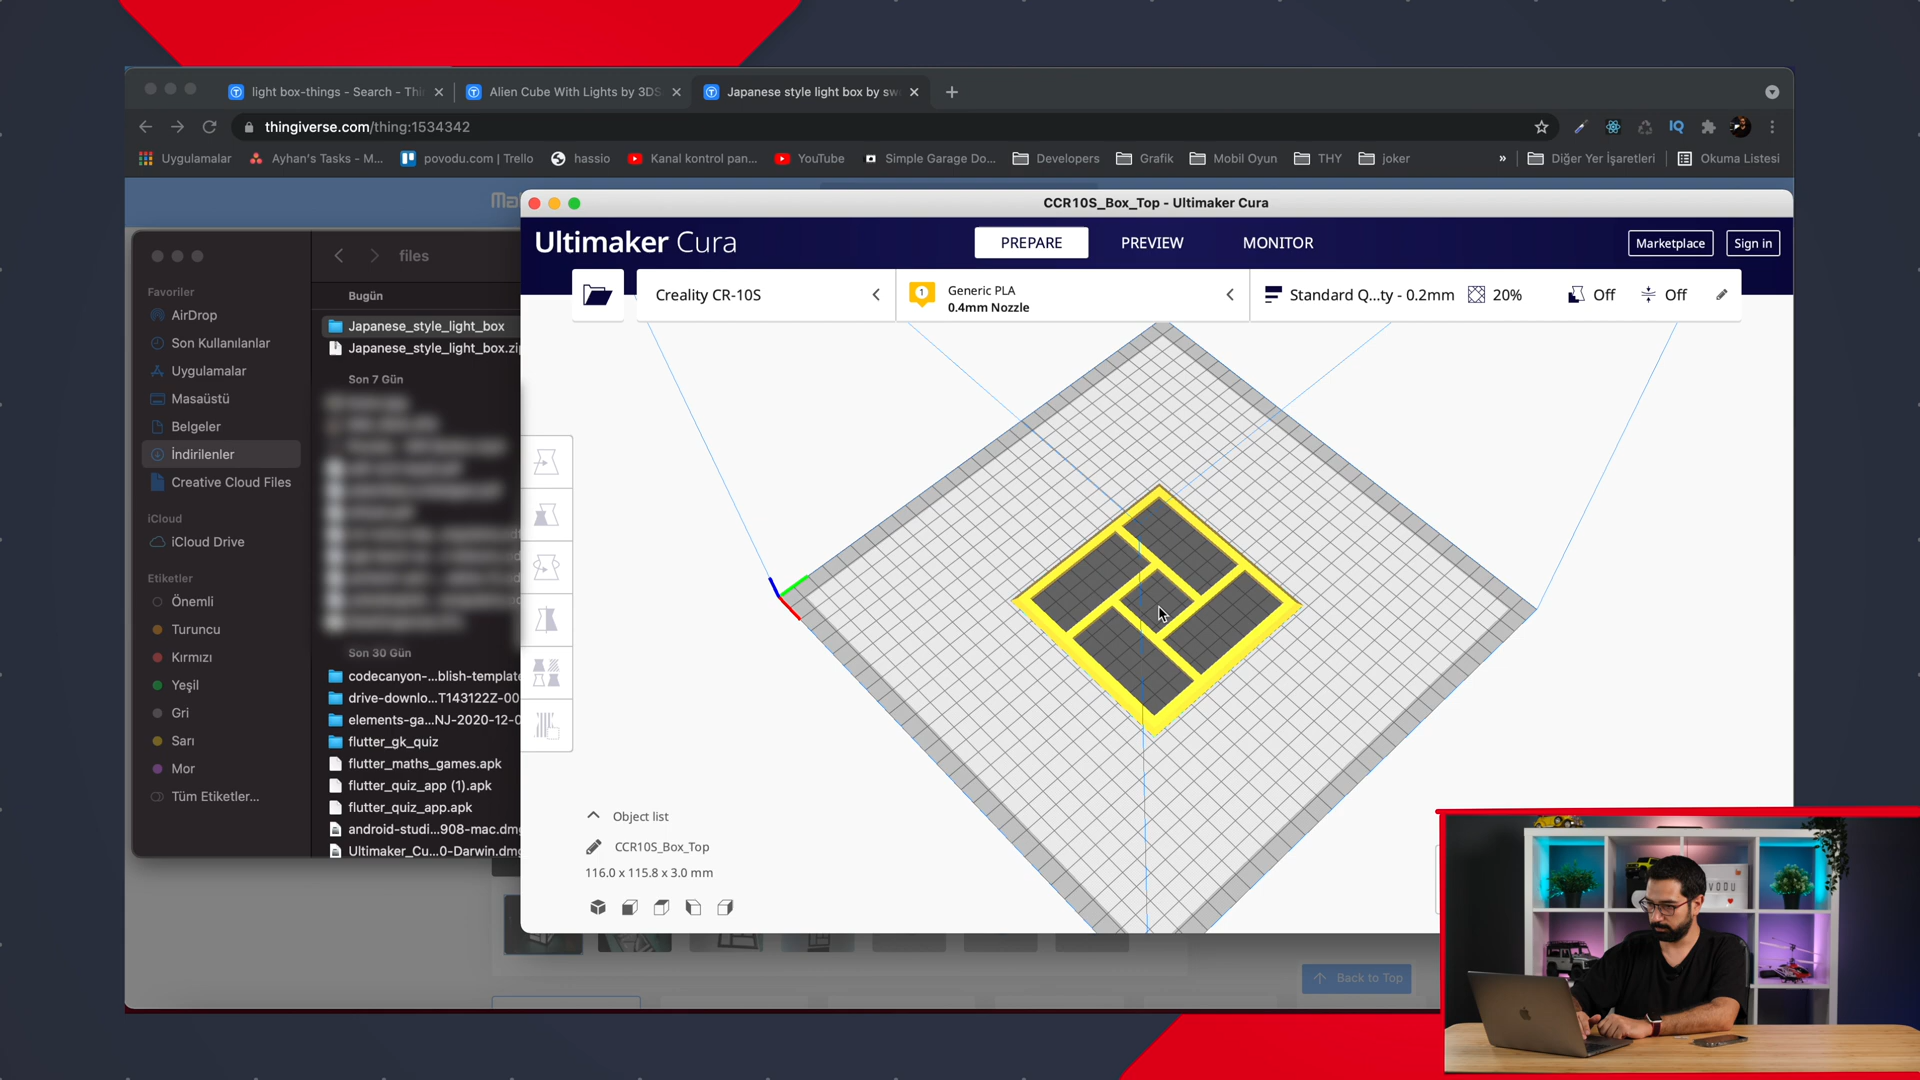 light box-things - Search - Thi
Alien Cube With Lights by 3DS
Japanese style light box by sw
thingiverse.com/thing:1534342
IQ
Uygulamalar
Ayhan's Tasks - M...
povodu.com | Trello
hassio
Kanal kontrol pan...
YouTube
Simple Garage Do...
Developers
Grafik
Mobil Oyun
THY
joker
»
Diğer Yer İşaretleri
Okuma Listesi
Ma
CCR10S_Box_Top - Ultimaker Cura
Ultimaker Cura
PREPARE
PREVIEW
MONITOR
Marketplace
Sign in
Creality CR-10S
1
Generic PLA
0.4mm Nozzle
Standard Q...ty - 0.2mm
20%
Off
Off
files
Favoriler
AirDrop
Son Kullanılanlar
Uygulamalar
Masaüstü
Belgeler
İndirilenler
Creative Cloud Files
iCloud
iCloud Drive
Etiketler
Önemli
Turuncu
Kırmızı
Yeşil
Gri
Sarı
Mor
Tüm Etiketler...
Bugün
Japanese_style_light_box
Japanese_style_light_box.zi
Son 7 Gün
Son 30 Gün
codecanyon-...blish-template
drive-downlo...T143122Z-00
elements-ga...NJ-2020-12-0
flutter_gk_quiz
flutter_maths_games.apk
flutter_quiz_app (1).apk
flutter_quiz_app.apk
android-studi...908-mac.dmg
Ultimaker_Cu...0-Darwin.dmg
Object list
CCR10S_Box_Top
116.0 x 115.8 x 3.0 mm
Back to Top
VODU